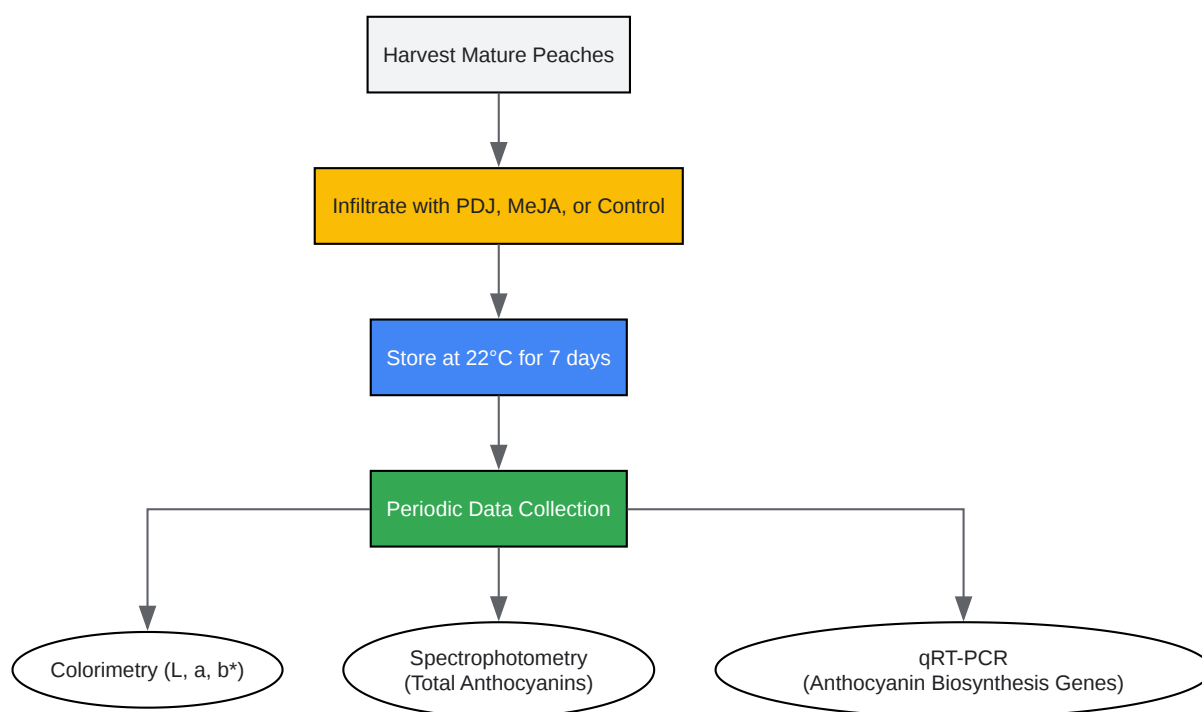 Harvest Mature Peaches
Infiltrate with PDJ, MeJA, or Control
Store at 22°C for 7 days
Periodic Data Collection
Colorimetry (L, a, b*)
Spectrophotometry
(Total Anthocyanins)
qRT-PCR
(Anthocyanin Biosynthesis Genes)